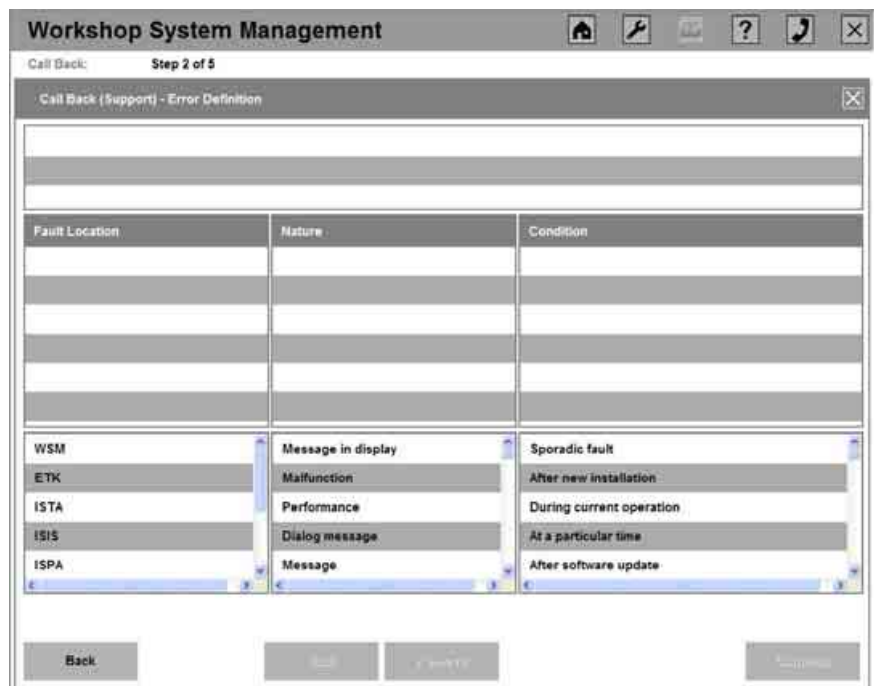 Workshop System Management
?
Call Back: Step 2 of 5
Call Back (Support) - Error Definition
Fault Location Nature Condition
WSM Message in display Sporadic fault
ETK Malfunction After new installation
ISTA Performance During current operation
ISIS Dialog message At a particular time
ISPA Message After software update
Back